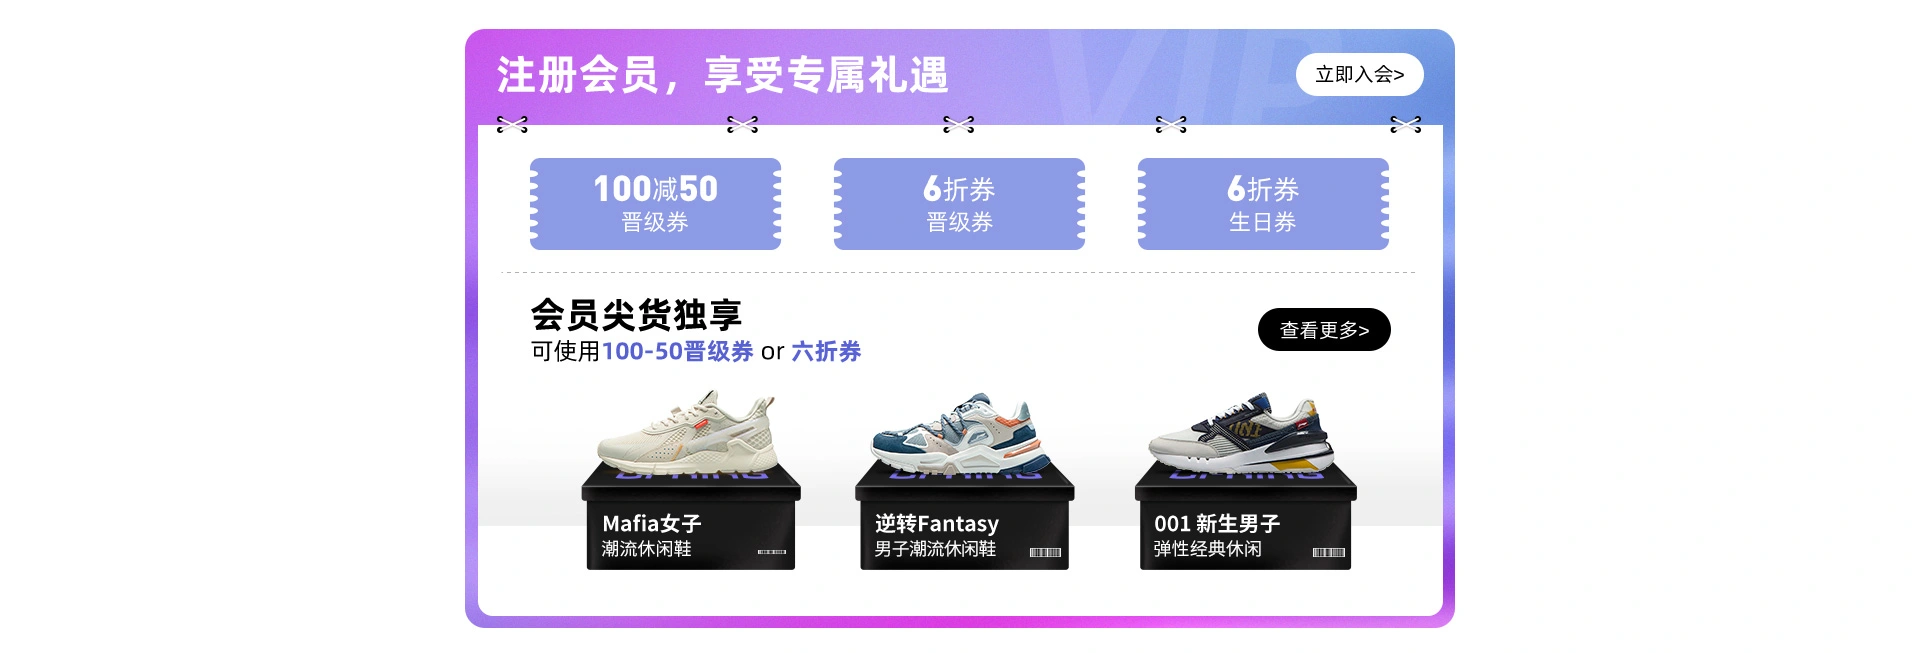 注册会员，享受专属礼遇
VIP
立即入会>
100减50
晋级券
6折券
晋级券
6折券
生日券
会员尖货独享
可使用100-50晋级券 or 六折券
查看更多>
Mafia女子
潮流休闲鞋
逆转Fantasy
男子潮流休闲鞋
001 新生男子
弹性经典休闲